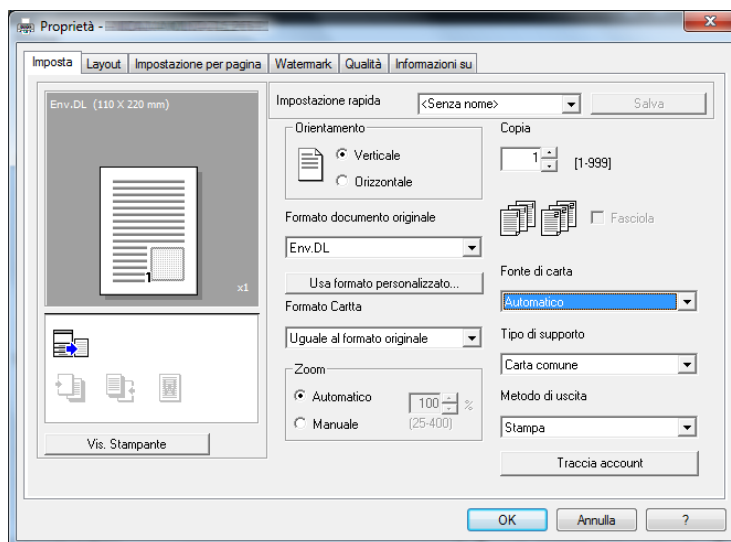 Proprietà -
Imposta Layout Impostazione per pagina Watermark Qualità Informazioni su
Env.DL (110 X 220 mm)
1
x1
Vis. Stampante
Impostazione rapida <Senza nome> Salva
Orientamento
Verticale
Orizzontale
Formato documento originale
Env.DL
Usa formato personalizzato...
Formato Cartta
Uguale al formato originale
Zoom
Automatico 100 %
Manuale (25-400)
Copia
1 [1-999]
Fasciola
Fonte di carta
Automatico
Tipo di supporto
Carta comune
Metodo di uscita
Stampa
Traccia account
OK Annulla ?